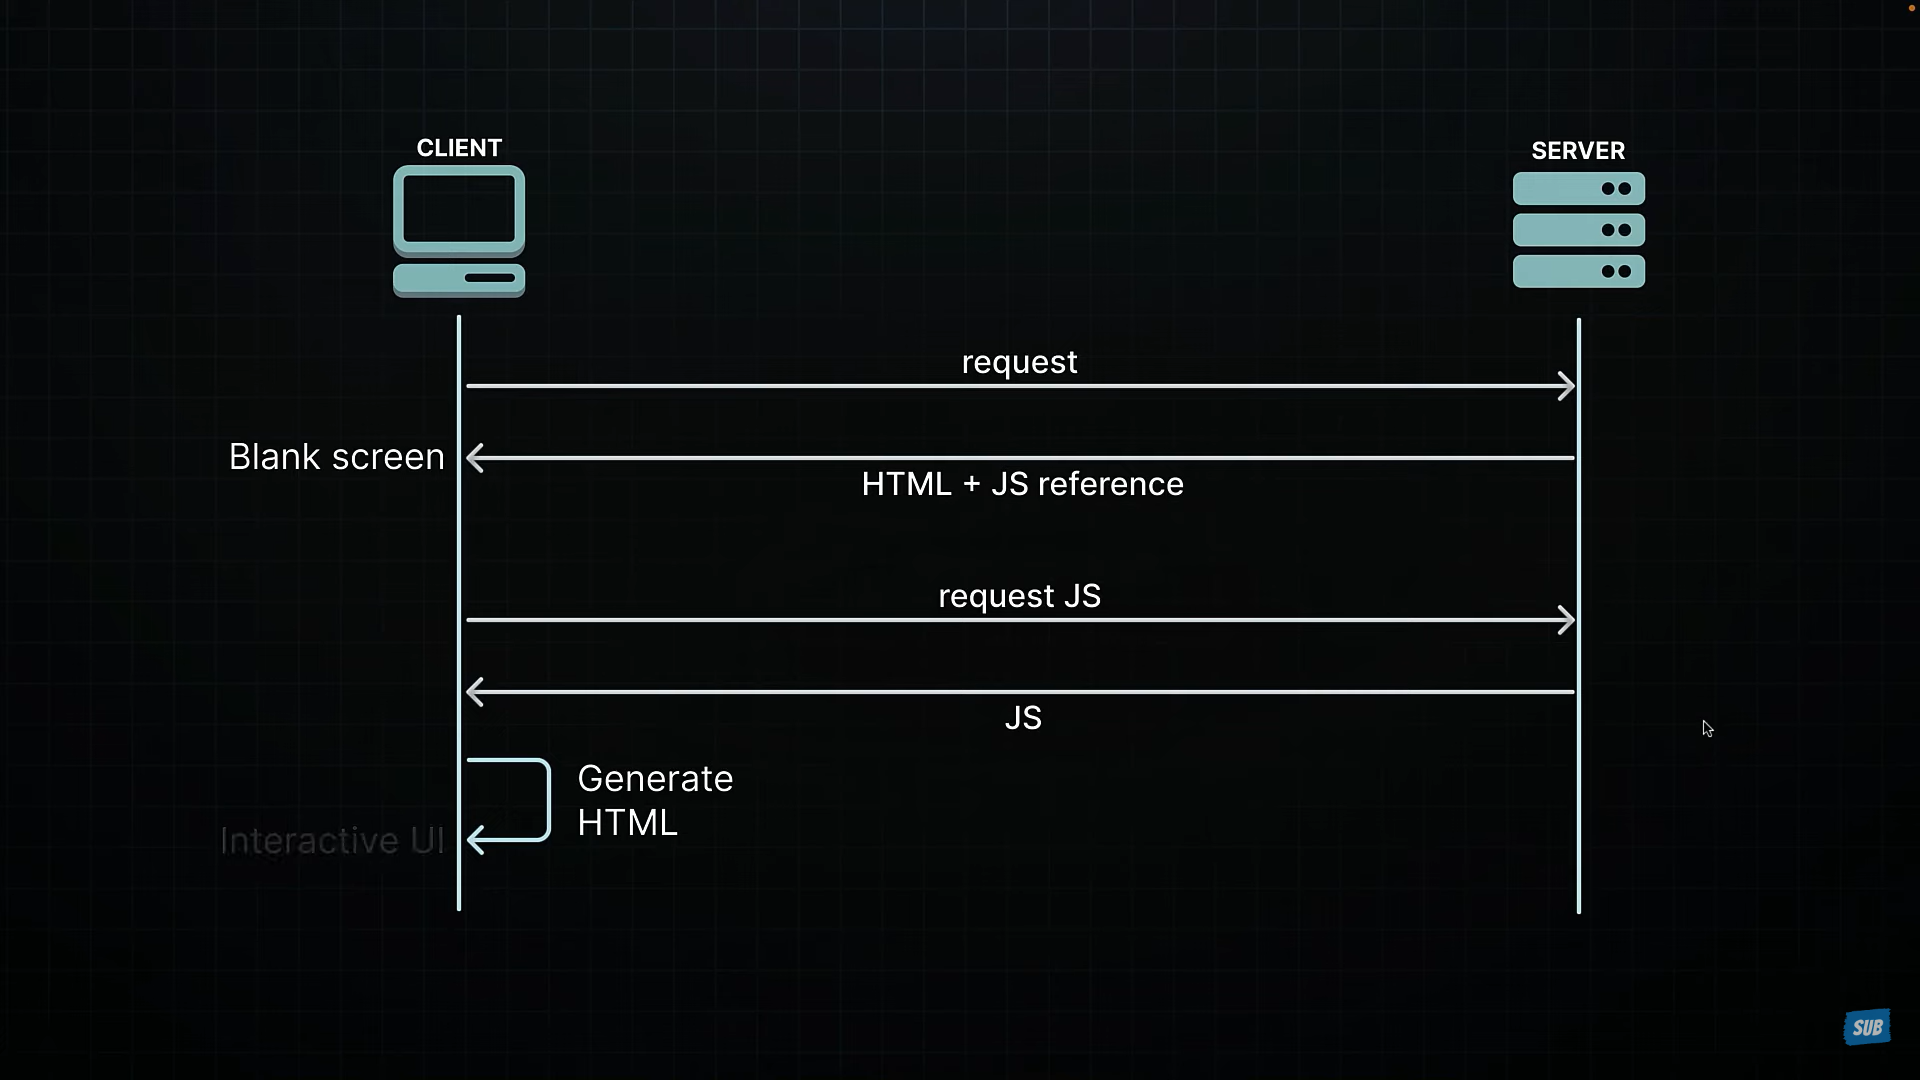 CLIENT
SERVER
request
Blank screen
HTML + JS reference
request JS
JS
Generate
HTML
Interactive UI
SUB